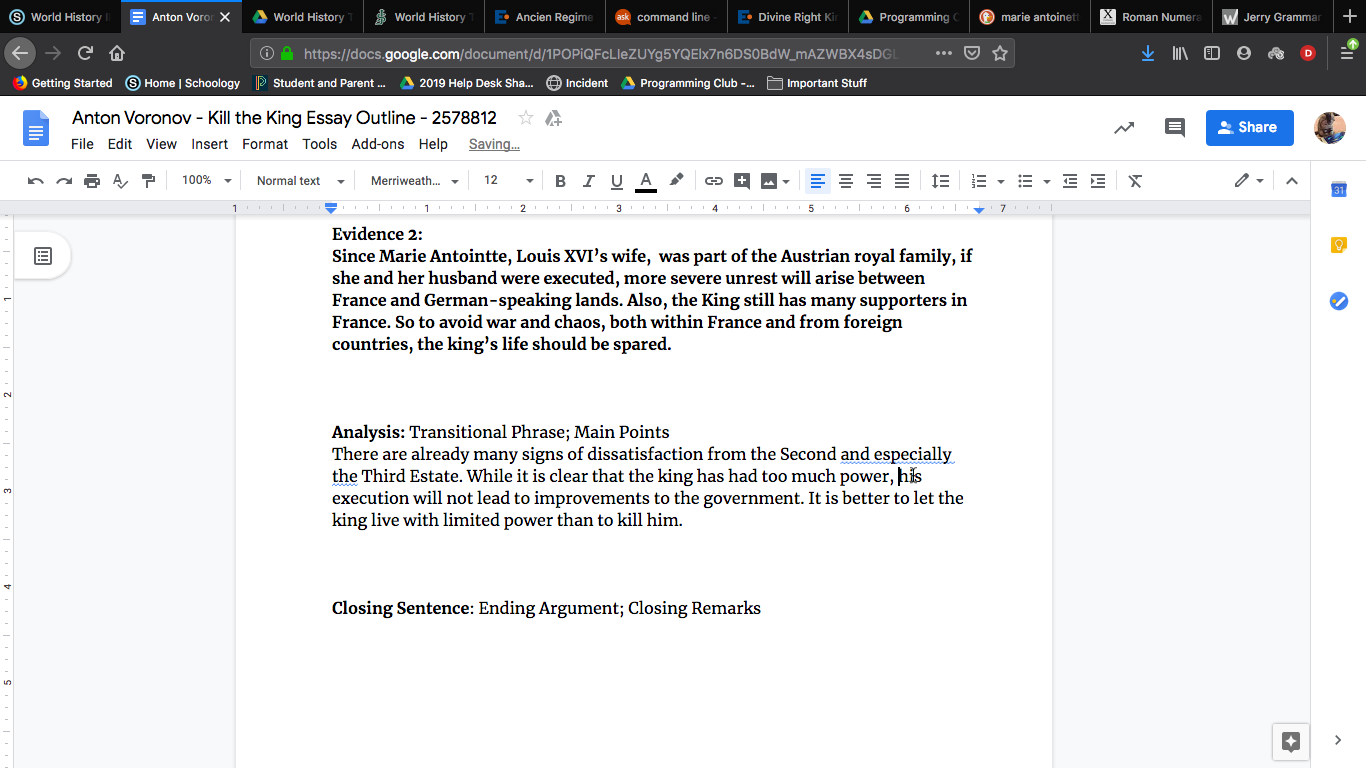 World History I
Anton Voron
World History T
World History T
Ancien Regime
ask command line -
Divine Right Kin
Programming C
marie antoinett
X Roman Numera
W Jerry Grammar
https://docs.google.com/document/d/1POPiQFcLIeZUYg5YQElx7n6DS0BdW_mAZWBX4sDGL
D
Getting Started
Home | Schoology
Student and Parent ...
2019 Help Desk Sha...
Incident
Programming Club -...
Important Stuff
Anton Voronov - Kill the King Essay Outline - 2578812
Share
File Edit View Insert Format Tools Add-ons Help Saving...
100% Normal text Merriweath... 12 B I U A
1 1 2 3 4 5 6 7
31
Evidence 2:
Since Marie Antointte, Louis XVI’s wife,  was part of the Austrian royal family, if
she and her husband were executed, more severe unrest will arise between
France and German-speaking lands. Also, the King still has many supporters in
France. So to avoid war and chaos, both within France and from foreign
countries, the king’s life should be spared.
Analysis: Transitional Phrase; Main Points
There are already many signs of dissatisfaction from the Second and especially
the Third Estate. While it is clear that the king has had too much power, his
execution will not lead to improvements to the government. It is better to let the
king live with limited power than to kill him.
Closing Sentence: Ending Argument; Closing Remarks
1
2
3
4
5